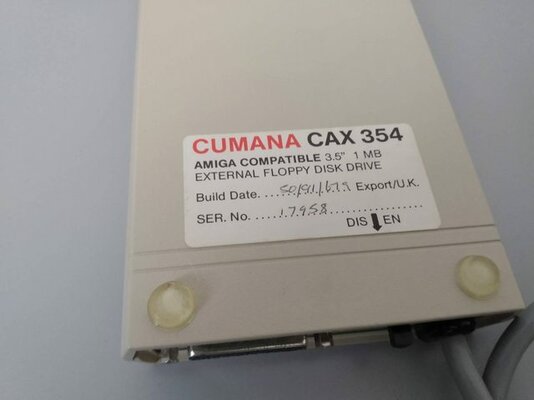 CUMANA CAX 354
AMIGA COMPATIBLE 3.5" 1 MB
EXTERNAL FLOPPY DISK DRIVE
Build Date. Export/U.K.
SER. No. 17958
DIS EN